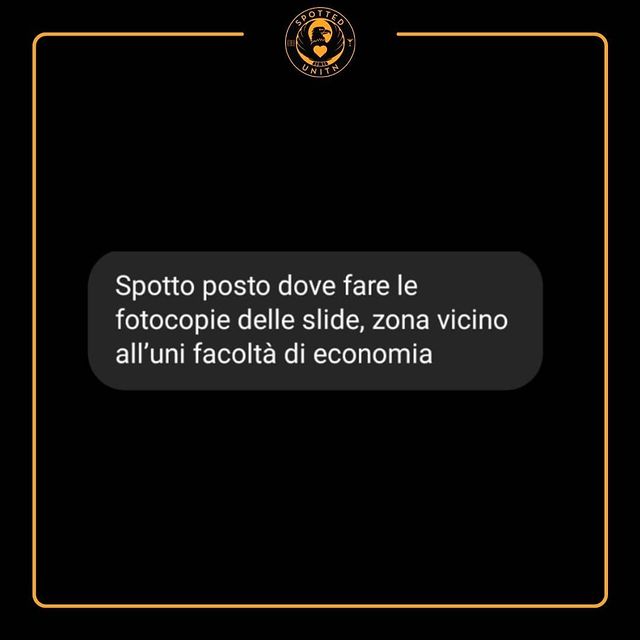 SPOTTED
UNITN
Spotto posto dove fare le
fotocopie delle slide, zona vicino
all’uni facoltà di economia